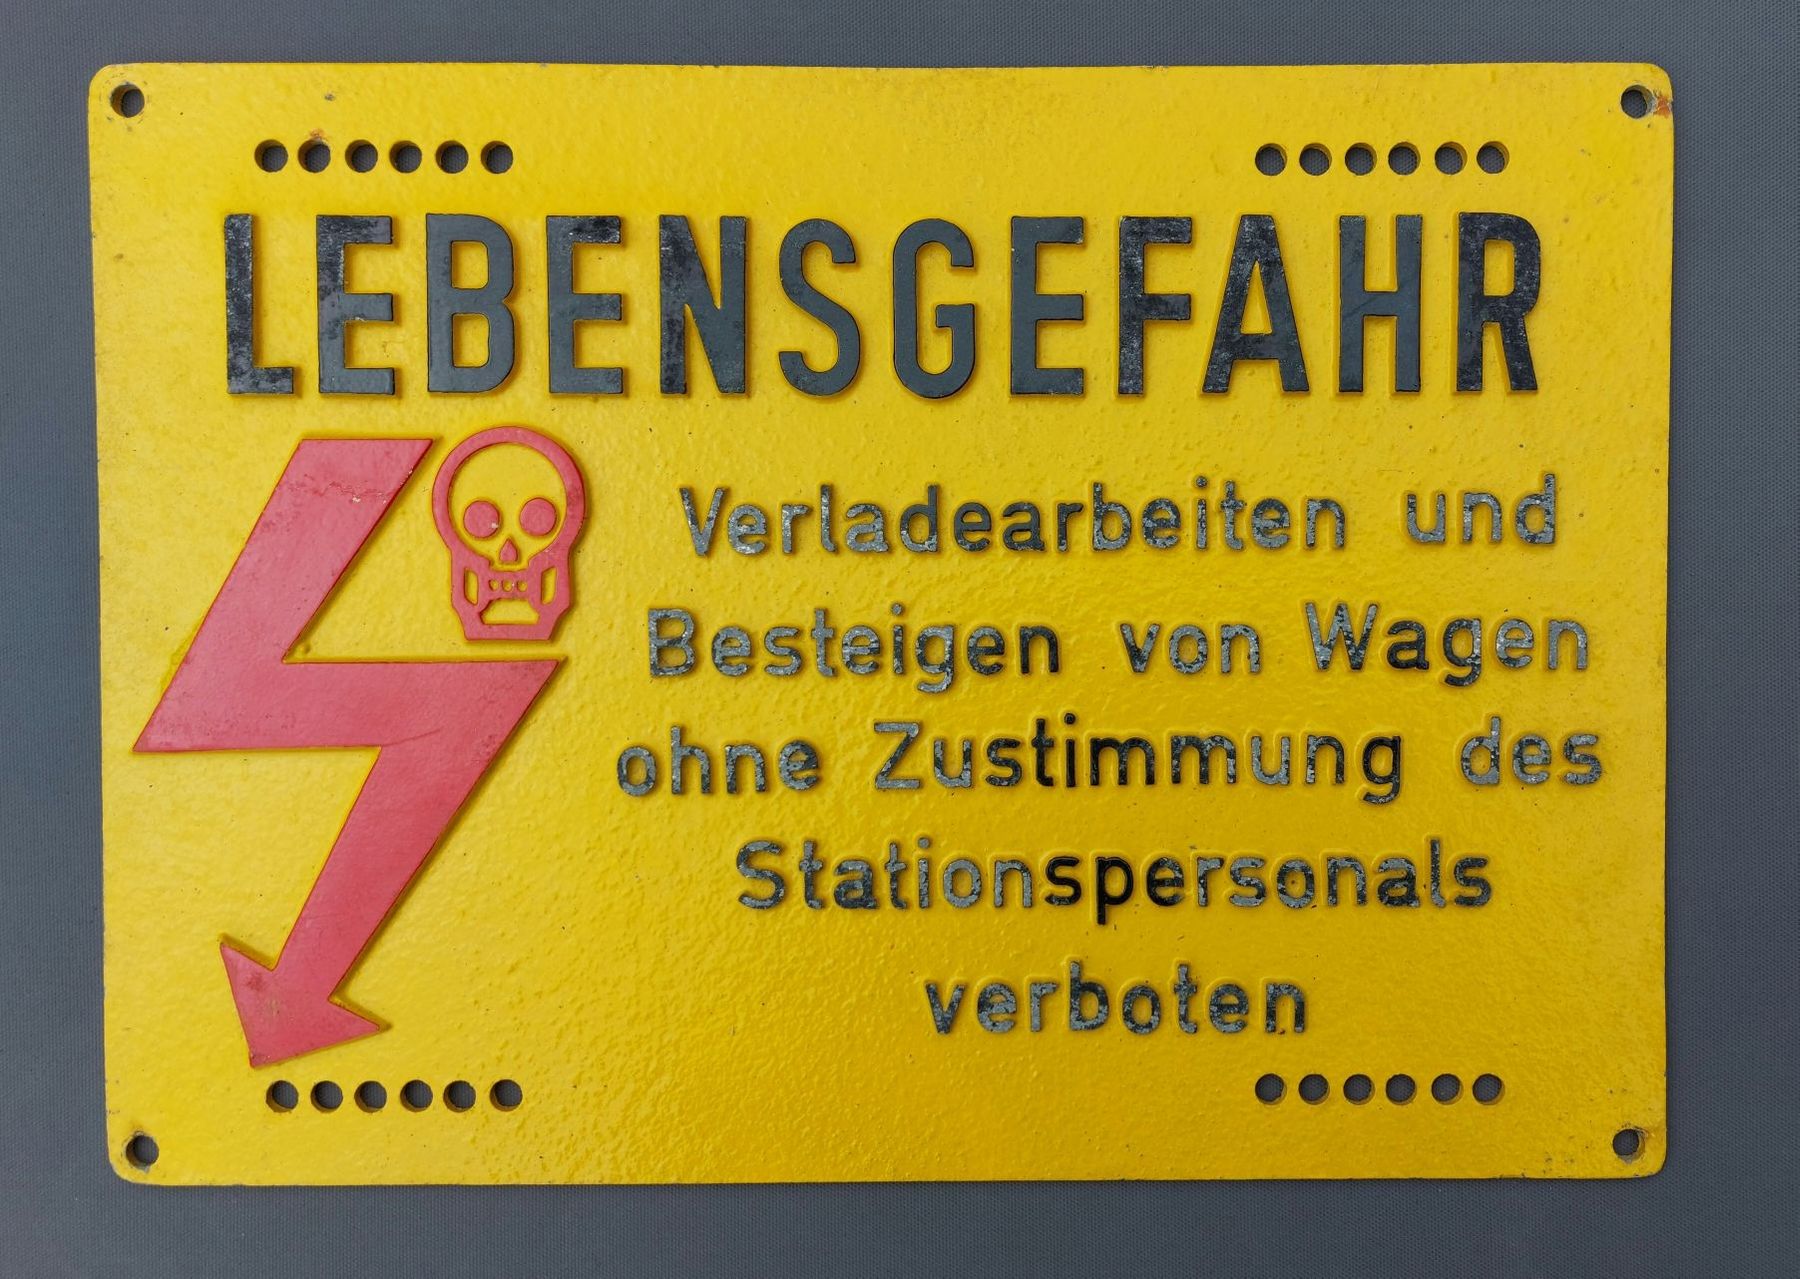 LEBENSGEFAHR
Verladearbeiten und
Besteigen von Wagen
ohne Zustimmung des
Stationspersonals
verboten